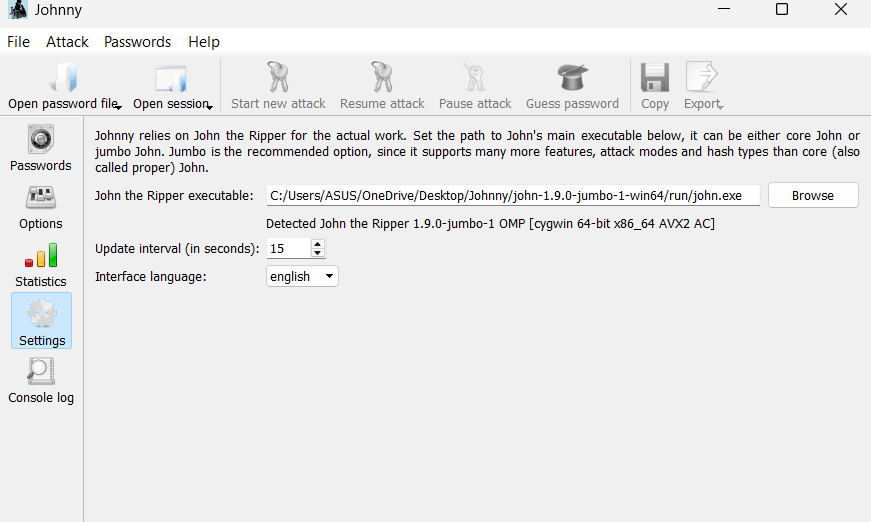 Johnny
File Attack Passwords Help
Open password file Open session Start new attack Resume attack Pause attack Guess password Copy Export
Passwords
Options
Statistics
Settings
Console log
Johnny relies on John the Ripper for the actual work. Set the path to John's main executable below, it can be either core John or
jumbo John. Jumbo is the recommended option, since it supports many more features, attack modes and hash types than core (also
called proper) John.
John the Ripper executable: C:/Users/ASUS/OneDrive/Desktop/Johnny/john-1.9.0-jumbo-1-win64/run/john.exe Browse
Detected John the Ripper 1.9.0-jumbo-1 OMP [cygwin 64-bit x86_64 AVX2 AC]
Update interval (in seconds): 15
Interface language: english